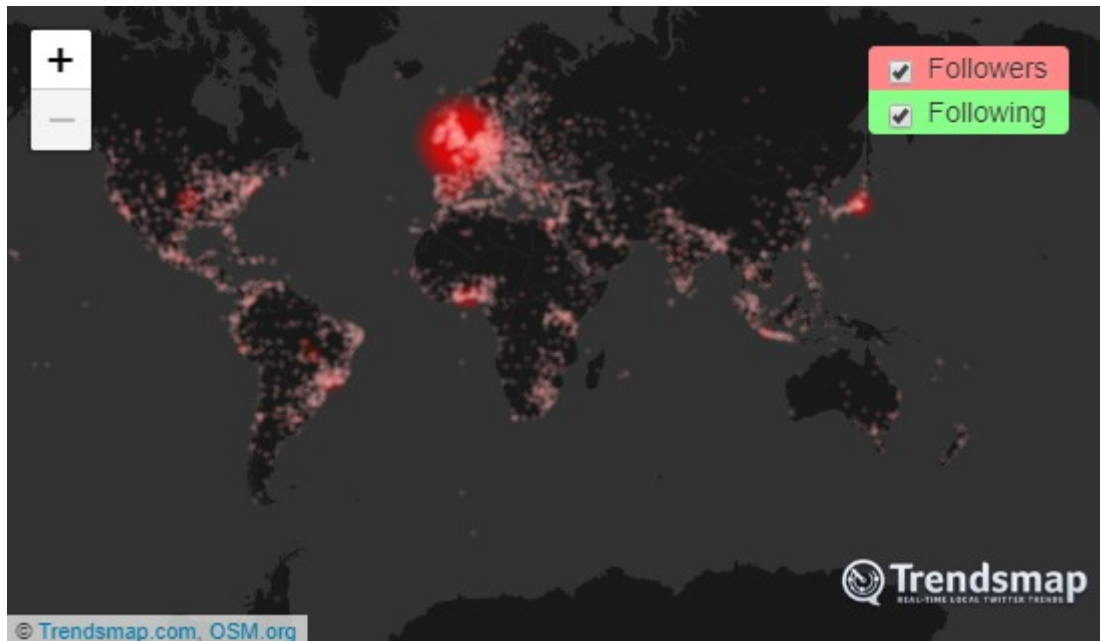 +
−
Followers
Following
Trendsmap
REAL-TIME LOCAL TWITTER TRENDS
© Trendsmap.com, OSM.org